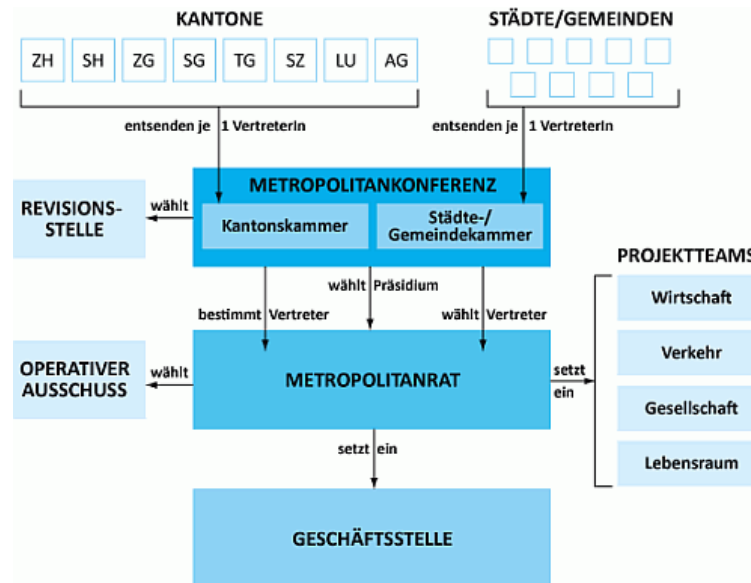 KANTONE
STÄDTE/GEMEINDEN
ZH SH ZG SG TG SZ LU AG
entsenden je 1 VertreterIn
entsenden je 1 VertreterIn
METROPOLITANKONFERENZ
REVISIONS-
STELLE
wählt
Kantonskammer
Städte-/
Gemeindekammer
PROJEKTTEAMS
wählt Präsidium
bestimmt Vertreter
wählt Vertreter
Wirtschaft
Verkehr
Gesellschaft
Lebensraum
OPERATIVER
AUSSCHUSS
wählt
METROPOLITANRAT
setzt
ein
setzt ein
GESCHÄFTSSTELLE